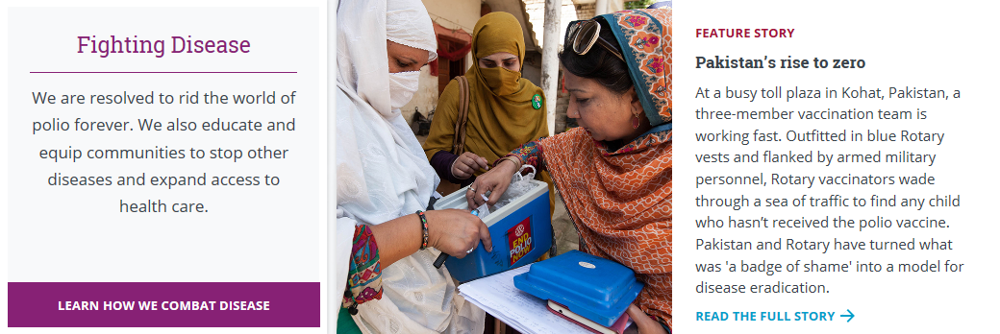 Fighting Disease
We are resolved to rid the world of
polio forever. We also educate and
equip communities to stop other
diseases and expand access to
health care.
LEARN HOW WE COMBAT DISEASE
END
POLIO
NOW
FEATURE STORY
Pakistan's rise to zero
At a busy toll plaza in Kohat, Pakistan, a
three-member vaccination team is
working fast. Outfitted in blue Rotary
vests and flanked by armed military
personnel, Rotary vaccinators wade
through a sea of traffic to find any child
who hasn't received the polio vaccine.
Pakistan and Rotary have turned what
was 'a badge of shame' into a model for
disease eradication.
READ THE FULL STORY